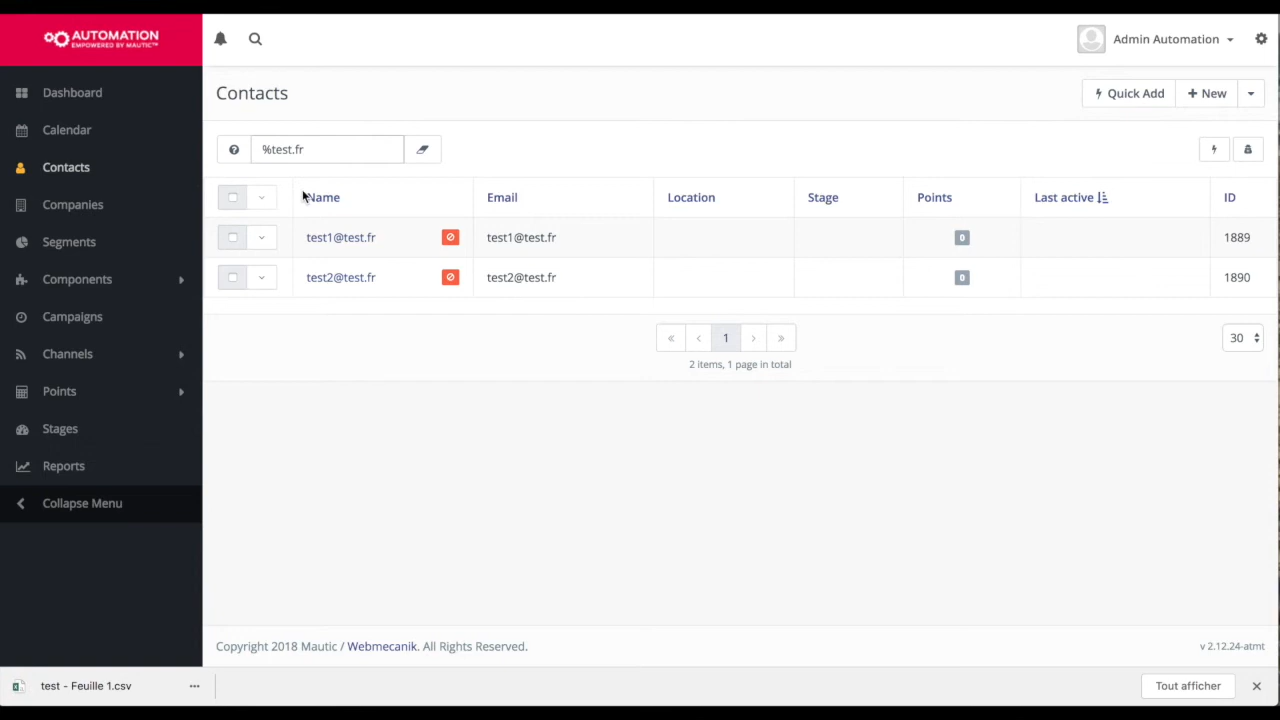 AUTOMATION
EMPOWERED BY MAUTIC™
Admin Automation
Dashboard
Calendar
Contacts
Companies
Segments
Components
Campaigns
Channels
Points
Stages
Reports
Collapse Menu
Contacts
Quick Add
+ New
%test.fr
Name Email Location Stage Points Last active ID
test1@test.fr test1@test.fr 0 1889
test2@test.fr test2@test.fr 0 1890
« ‹ 1 › »
30
2 items, 1 page in total
Copyright 2018 Mautic / Webmecanik. All Rights Reserved.
v 2.12.24-atmt
test - Feuille 1.csv
Tout afficher